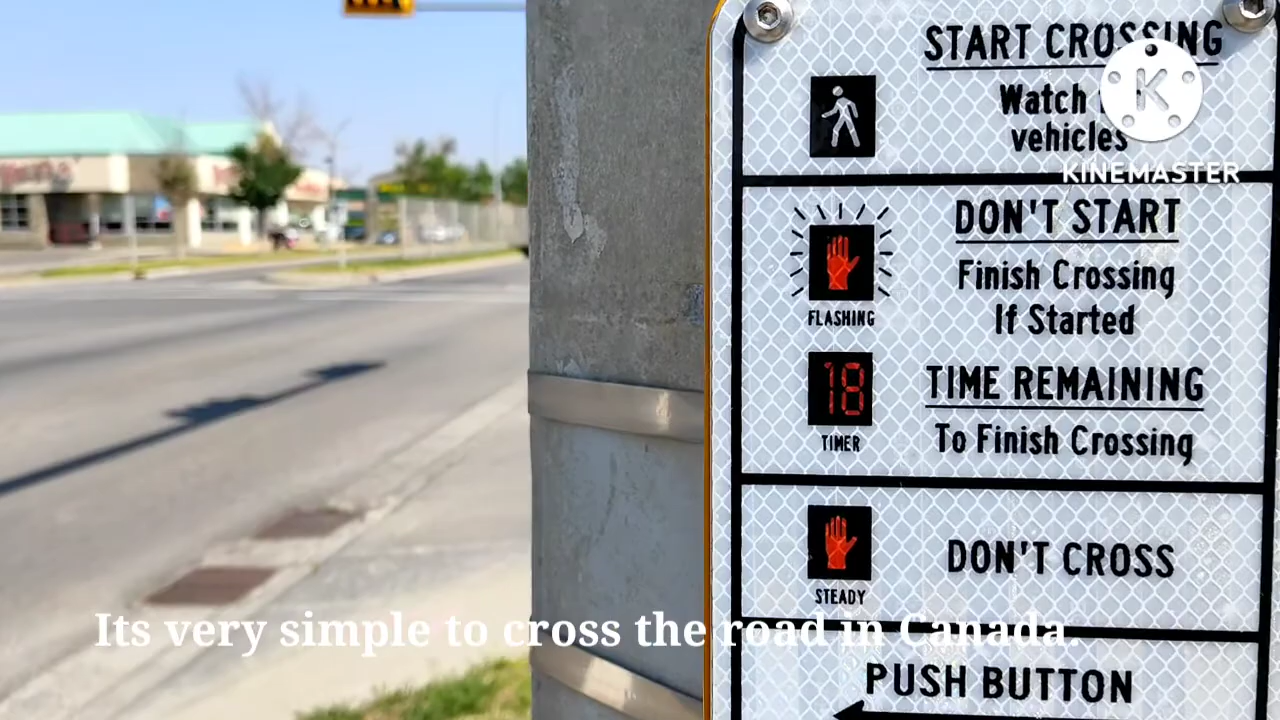 START CROSSING
Watch
vehicles
K
KINEMASTER
DON'T START
Finish Crossing
If Started
FLASHING
18
TIME REMAINING
To Finish Crossing
TIMER
DON'T CROSS
STEADY
Its very simple to cross the road in Canada.
PUSH BUTTON